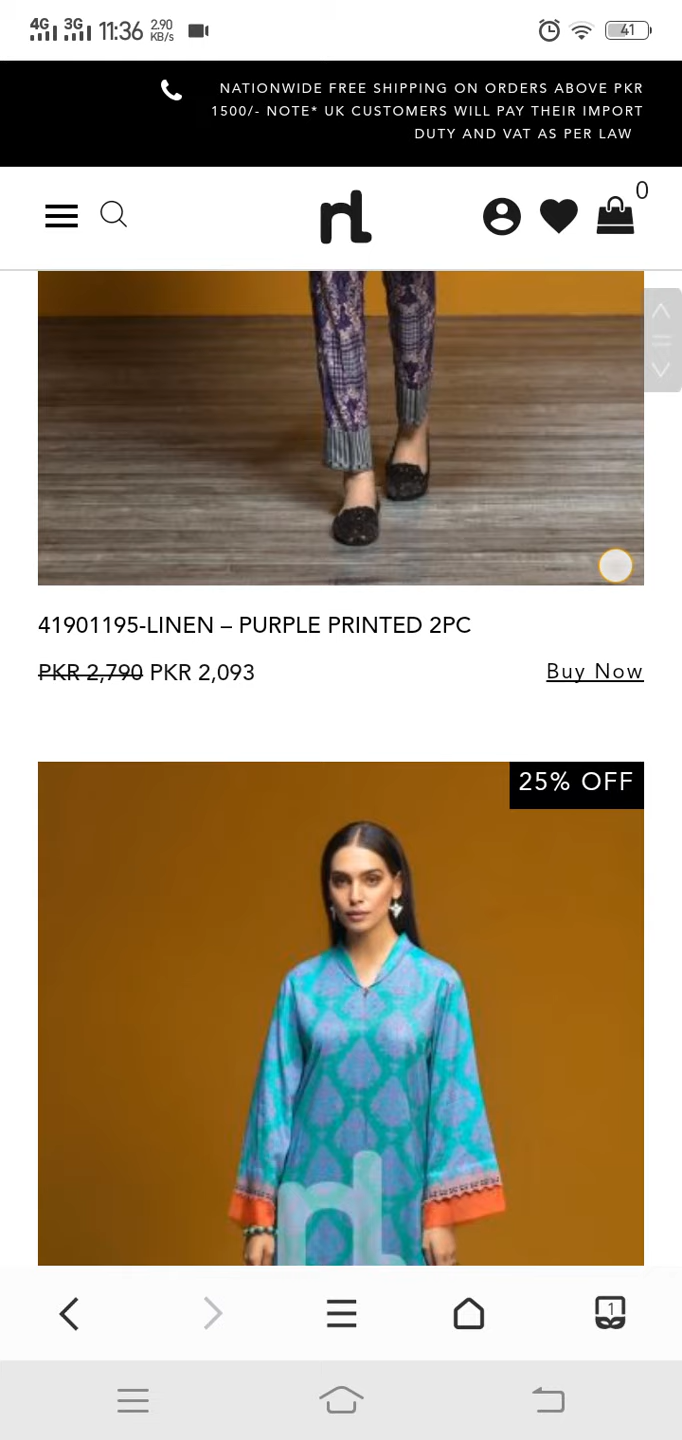 4G 3G 11:36 2.90 KB/s 41
NATIONWIDE FREE SHIPPING ON ORDERS ABOVE PKR
1500/- NOTE* UK CUSTOMERS WILL PAY THEIR IMPORT
DUTY AND VAT AS PER LAW
0
nl
41901195-LINEN – PURPLE PRINTED 2PC
PKR 2,790 PKR 2,093 Buy Now
25% OFF
nl
1